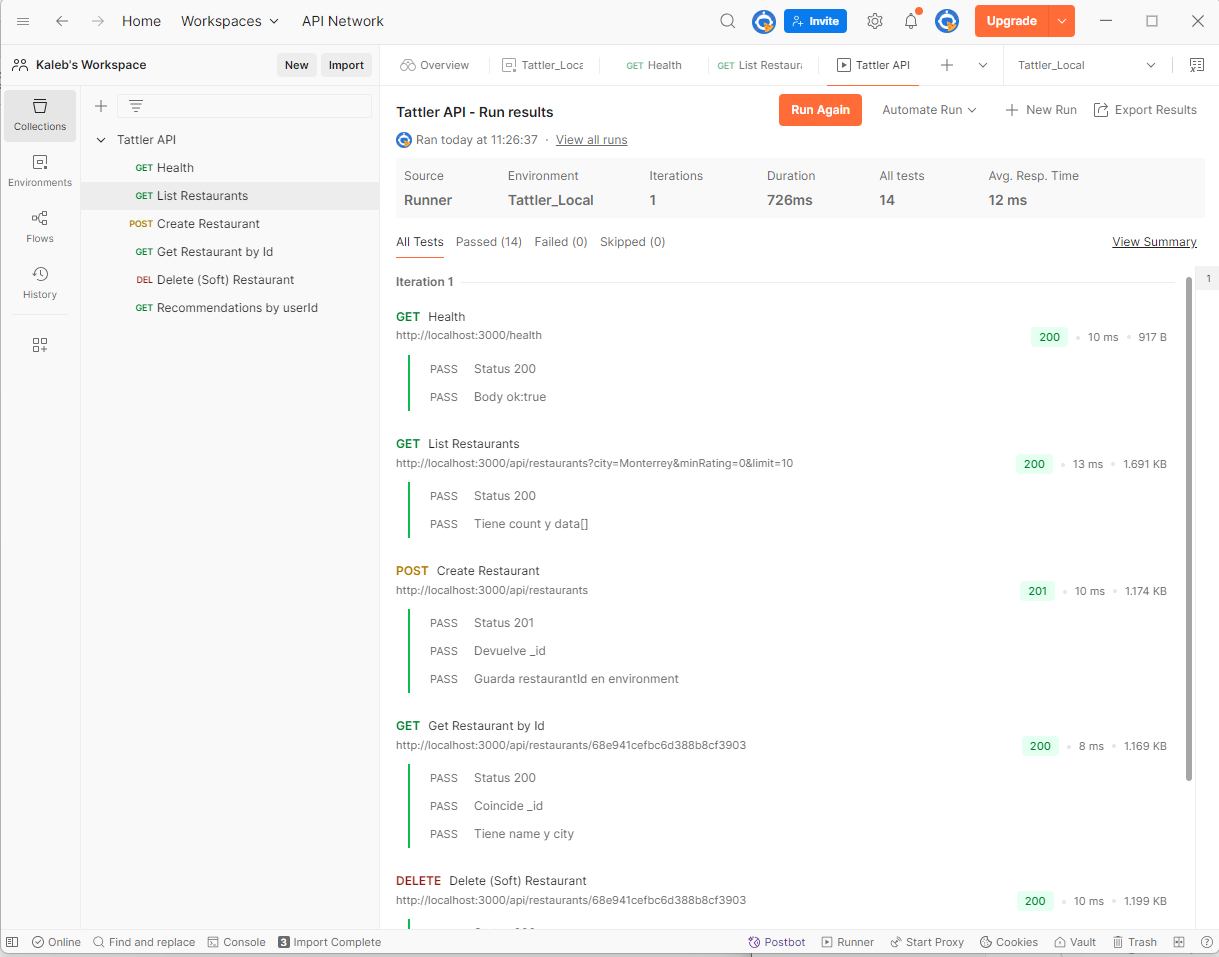 Home Workspaces API Network Invite Upgrade
Kaleb's Workspace New Import Overview Tattler_Loca GET Health GET List Restaura Tattler API Tattler_Local
Collections
Environments
Flows
History
Tattler API
GET Health
GET List Restaurants
POST Create Restaurant
GET Get Restaurant by Id
DEL Delete (Soft) Restaurant
GET Recommendations by userId
Tattler API - Run results Run Again Automate Run New Run Export Results
Ran today at 11:26:37 · View all runs
Source Environment Iterations Duration All tests Avg. Resp. Time
Runner Tattler_Local 1 726ms 14 12 ms
All Tests Passed (14) Failed (0) Skipped (0) View Summary
Iteration 1 1
GET Health
http://localhost:3000/health 200 10 ms 917 B
PASS Status 200
PASS Body ok:true
GET List Restaurants
http://localhost:3000/api/restaurants?city=Monterrey&minRating=0&limit=10 200 13 ms 1.691 KB
PASS Status 200
PASS Tiene count y data[]
POST Create Restaurant
http://localhost:3000/api/restaurants 201 10 ms 1.174 KB
PASS Status 201
PASS Devuelve _id
PASS Guarda restaurantId en environment
GET Get Restaurant by Id
http://localhost:3000/api/restaurants/68e941cefbc6d388b8cf3903 200 8 ms 1.169 KB
PASS Status 200
PASS Coincide _id
PASS Tiene name y city
DELETE Delete (Soft) Restaurant
http://localhost:3000/api/restaurants/68e941cefbc6d388b8cf3903 200 10 ms 1.199 KB
Online Find and replace Console 3 Import Complete Postbot Runner Start Proxy Cookies Vault Trash